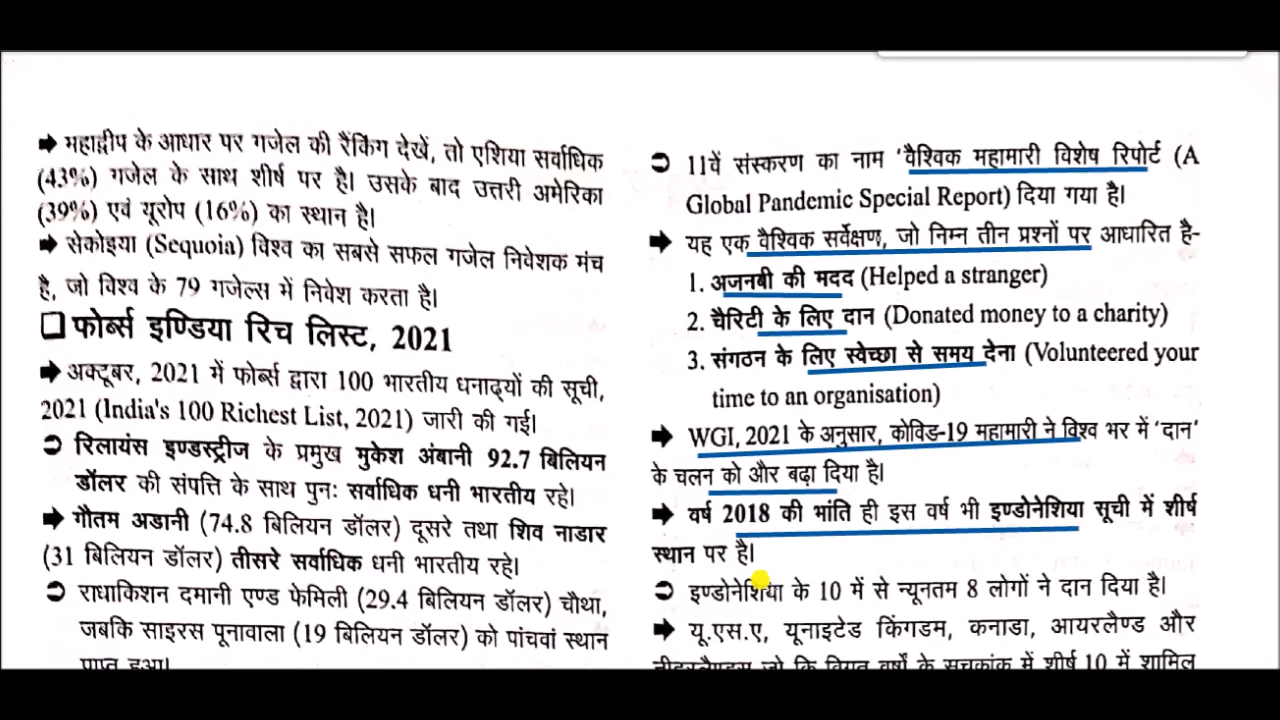 ➡ महाद्वीप के आधार पर गजेल की रैंकिंग देखें, तो एशिया सर्वाधिक
(43%) गजेल के साथ शीर्ष पर है। उसके बाद उत्तरी अमेरिका
(39%) एवं यूरोप (16%) का स्थान है।
➡ सेकोइया (Sequoia) विश्व का सबसे सफल गजेल निवेशक मंच
है, जो विश्व के 79 गजेल्स में निवेश करता है।
❑ फोर्ब्स इण्डिया रिच लिस्ट, 2021
➡ अक्टूबर, 2021 में फोर्ब्स द्वारा 100 भारतीय धनाढ्यों की सूची,
2021 (India's 100 Richest List, 2021) जारी की गई।
➲ रिलायंस इण्डस्ट्रीज के प्रमुख मुकेश अंबानी 92.7 बिलियन
डॉलर की संपत्ति के साथ पुनः सर्वाधिक धनी भारतीय रहे।
➡ गौतम अडानी (74.8 बिलियन डॉलर) दूसरे तथा शिव नाडार
(31 बिलियन डॉलर) तीसरे सर्वाधिक धनी भारतीय रहे।
➲ राधाकिशन दमानी एण्ड फेमिली (29.4 बिलियन डॉलर) चौथा,
जबकि साइरस पूनावाला (19 बिलियन डॉलर) को पांचवां स्थान
प्राप्त हुआ।
➲ 11वें संस्करण का नाम 'वैश्विक महामारी विशेष रिपोर्ट (A
Global Pandemic Special Report) दिया गया है।
➡ यह एक वैश्विक सर्वेक्षण, जो निम्न तीन प्रश्नों पर आधारित है-
1. अजनबी की मदद (Helped a stranger)
2. चैरिटी के लिए दान (Donated money to a charity)
3. संगठन के लिए स्वेच्छा से समय देना (Volunteered your
time to an organisation)
➡ WGI, 2021 के अनुसार, कोविड-19 महामारी ने विश्व भर में 'दान'
के चलन को और बढ़ा दिया है।
➡ वर्ष 2018 की भांति ही इस वर्ष भी इण्डोनेशिया सूची में शीर्ष
स्थान पर है।
➲ इण्डोनेशिया के 10 में से न्यूनतम 8 लोगों ने दान दिया है।
➡ यू.एस.ए, यूनाइटेड किंगडम, कनाडा, आयरलैण्ड और
नीदरलैण्ड्स जो कि विगत वर्षों के सूचकांक में शीर्ष 10 में शामिल